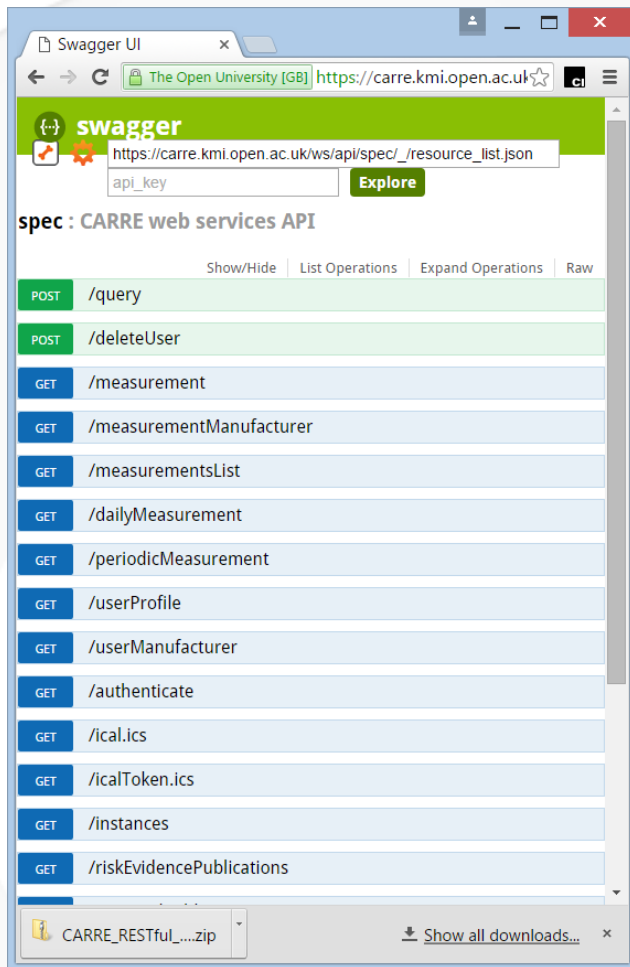 Swagger UI ×
The Open University [GB] https://carre.kmi.open.ac.uk
swagger
https://carre.kmi.open.ac.uk/ws/api/spec/_/resource_list.json
api_key Explore
spec : CARRE web services API
Show/Hide List Operations Expand Operations Raw
POST /query
POST /deleteUser
GET /measurement
GET /measurementManufacturer
GET /measurementsList
GET /dailyMeasurement
GET /periodicMeasurement
GET /userProfile
GET /userManufacturer
GET /authenticate
GET /ical.ics
GET /icalToken.ics
GET /instances
GET /riskEvidencePublications
CARRE_RESTful_....zip Show all downloads... ×